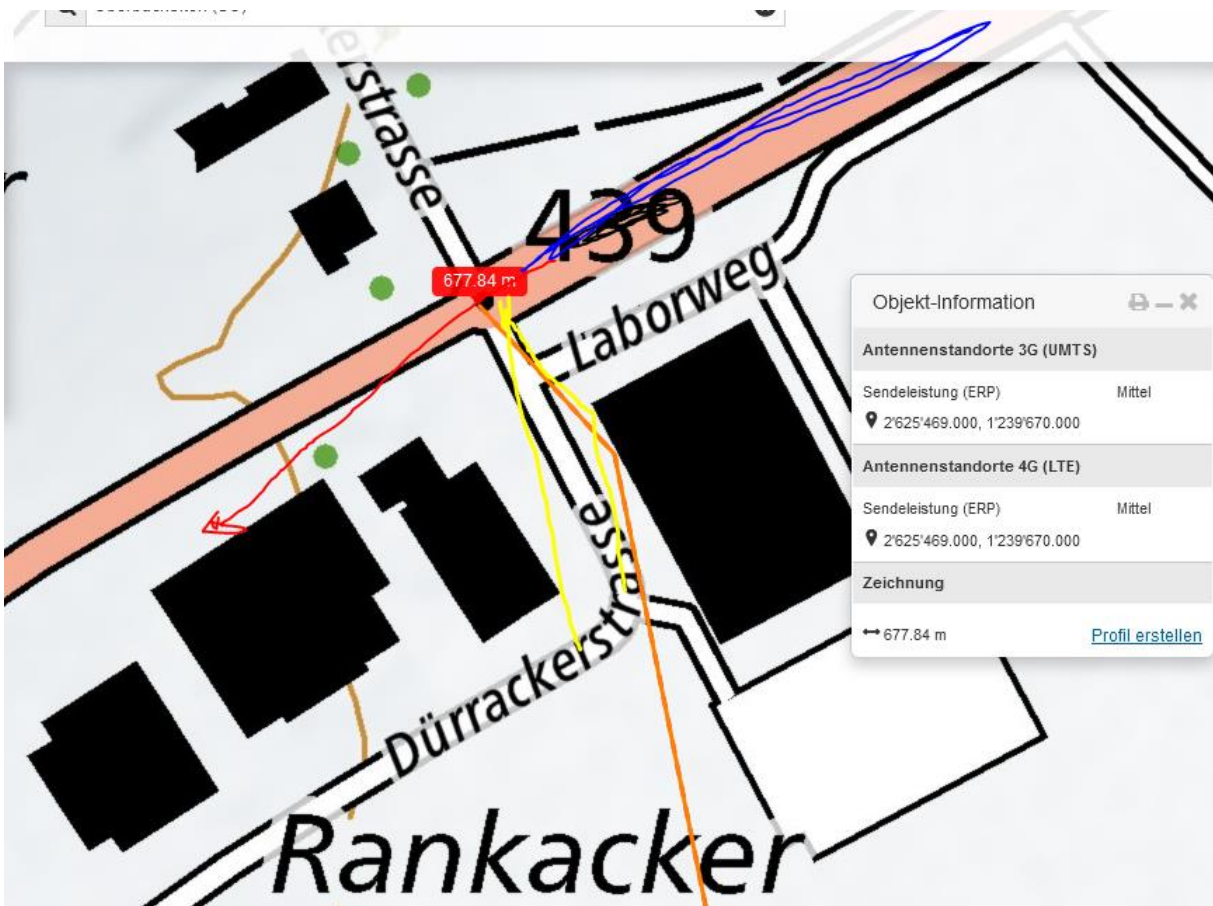 erstrasse
439
677.84 m
Laborweg
Dürrackerstrasse
Rankacker
Objekt-Information
Antennenstandorte 3G (UMTS)
Sendeleistung (ERP) Mittel
2'625'469.000, 1'239'670.000
Antennenstandorte 4G (LTE)
Sendeleistung (ERP) Mittel
2'625'469.000, 1'239'670.000
Zeichnung
677.84 m Profil erstellen